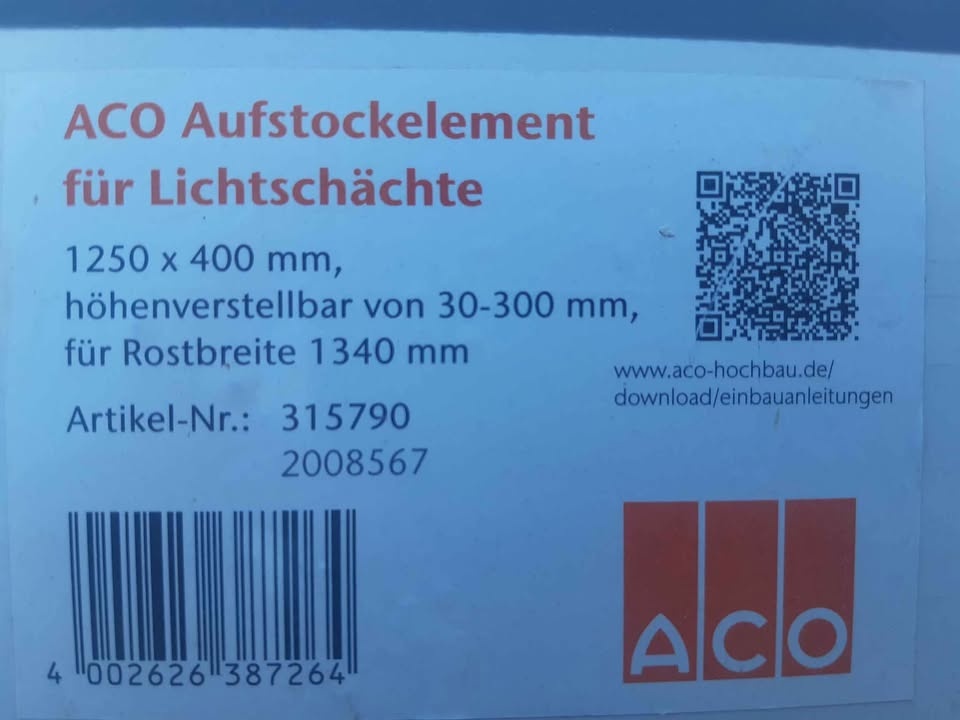 ACO Aufstockelement
für Lichtschächte
1250 x 400 mm,
höhenverstellbar von 30-300 mm,
für Rostbreite 1340 mm
Artikel-Nr.: 315790
2008567
www.aco-hochbau.de/
download/einbauanleitungen
4 002626 387264
ACO